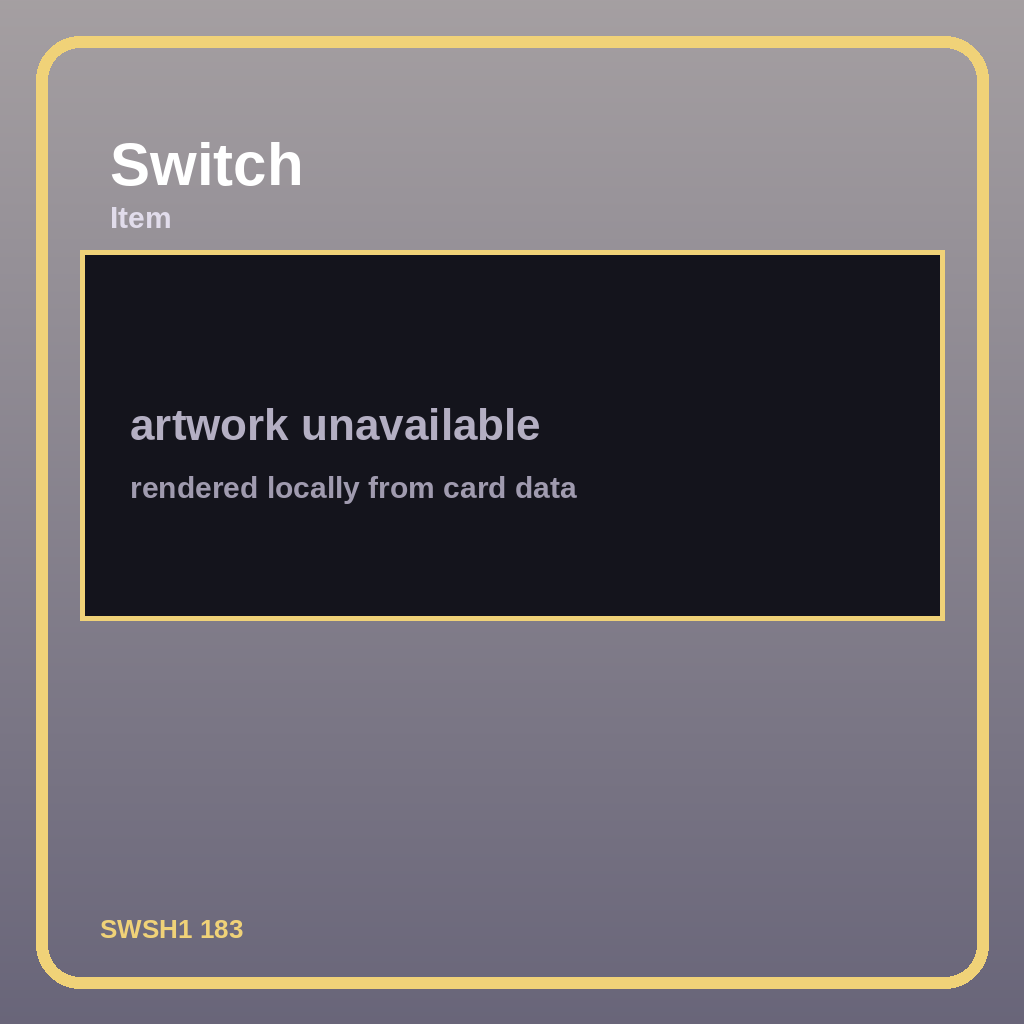 Switch
Item
artwork unavailable
rendered locally from card data
SWSH1 183